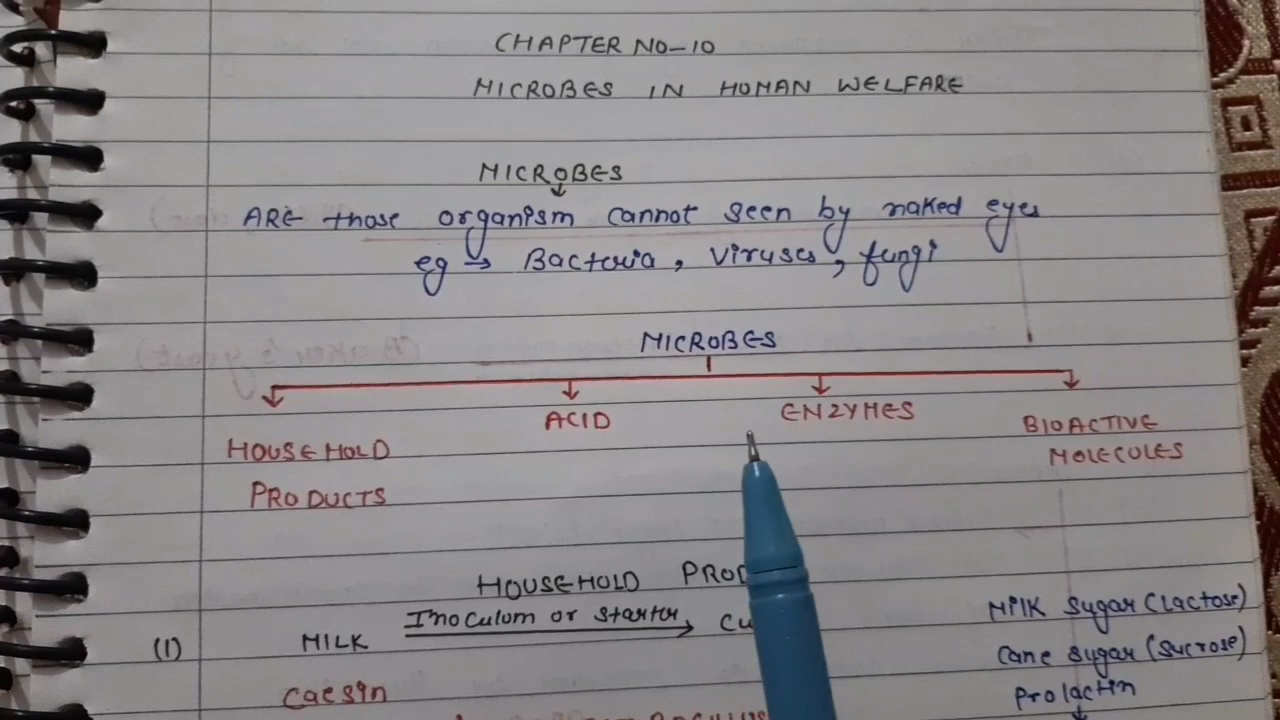 CHAPTER NO-10
MICROBES IN HUMAN WELFARE
MICROBES
ARE those organism cannot seen by naked eyes
eg → Bacteria, Viruses, fungi
MICROBES
HOUSEHOLD PRODUCTS
ACID
ENZYMES
BIOACTIVE MOLECULES
HOUSEHOLD
(1) MILK Inoculum or starter
Milk sugar (Lactose)
Cane sugar (Sucrose)
Caesin
Prolactin